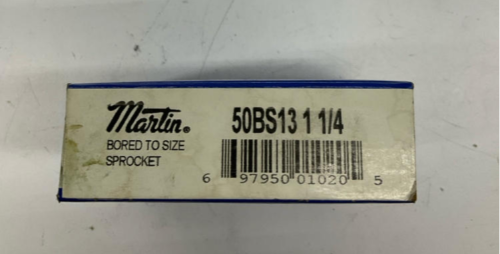 Martin® 50BS13 1 1/4
BORED TO SIZE
SPROCKET
6 97950 01020 5